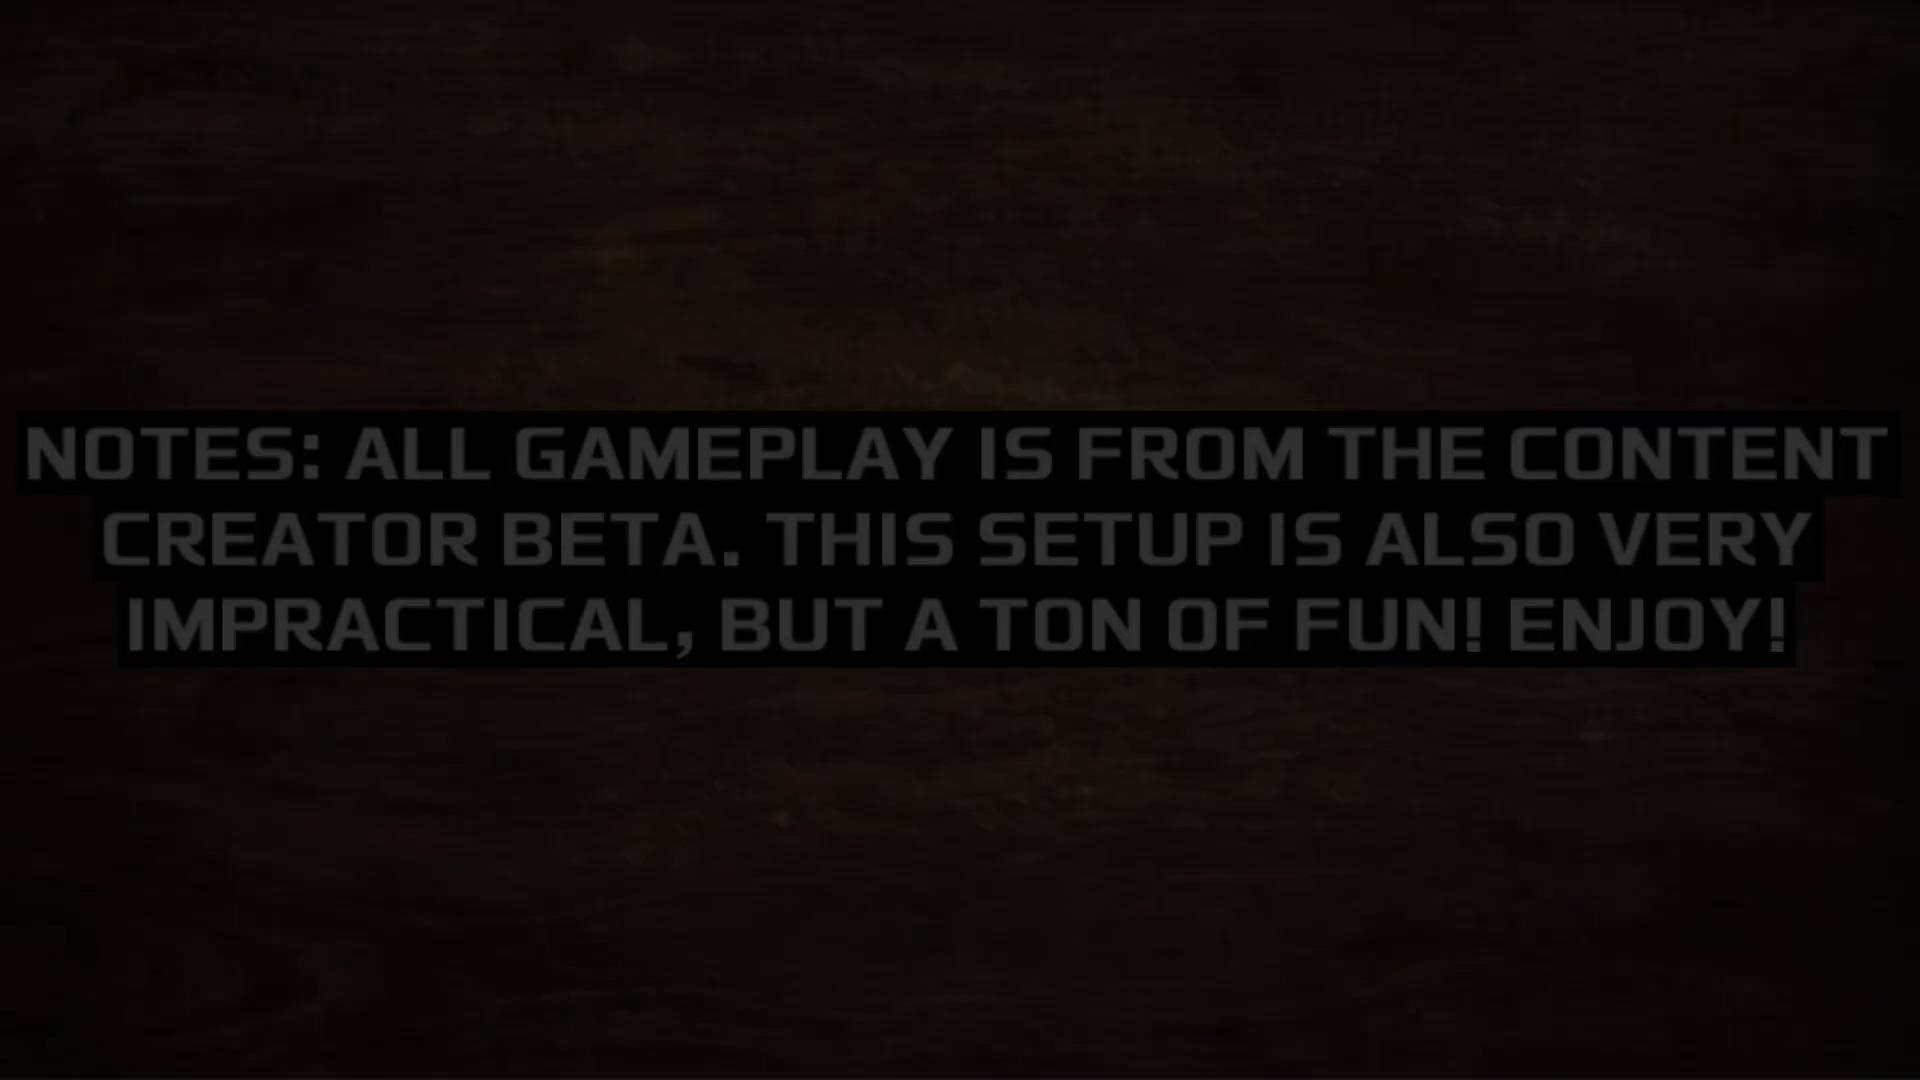 NOTES: ALL GAMEPLAY IS FROM THE CONTENT
CREATOR BETA. THIS SETUP IS ALSO VERY
IMPRACTICAL, BUT A TON OF FUN! ENJOY!